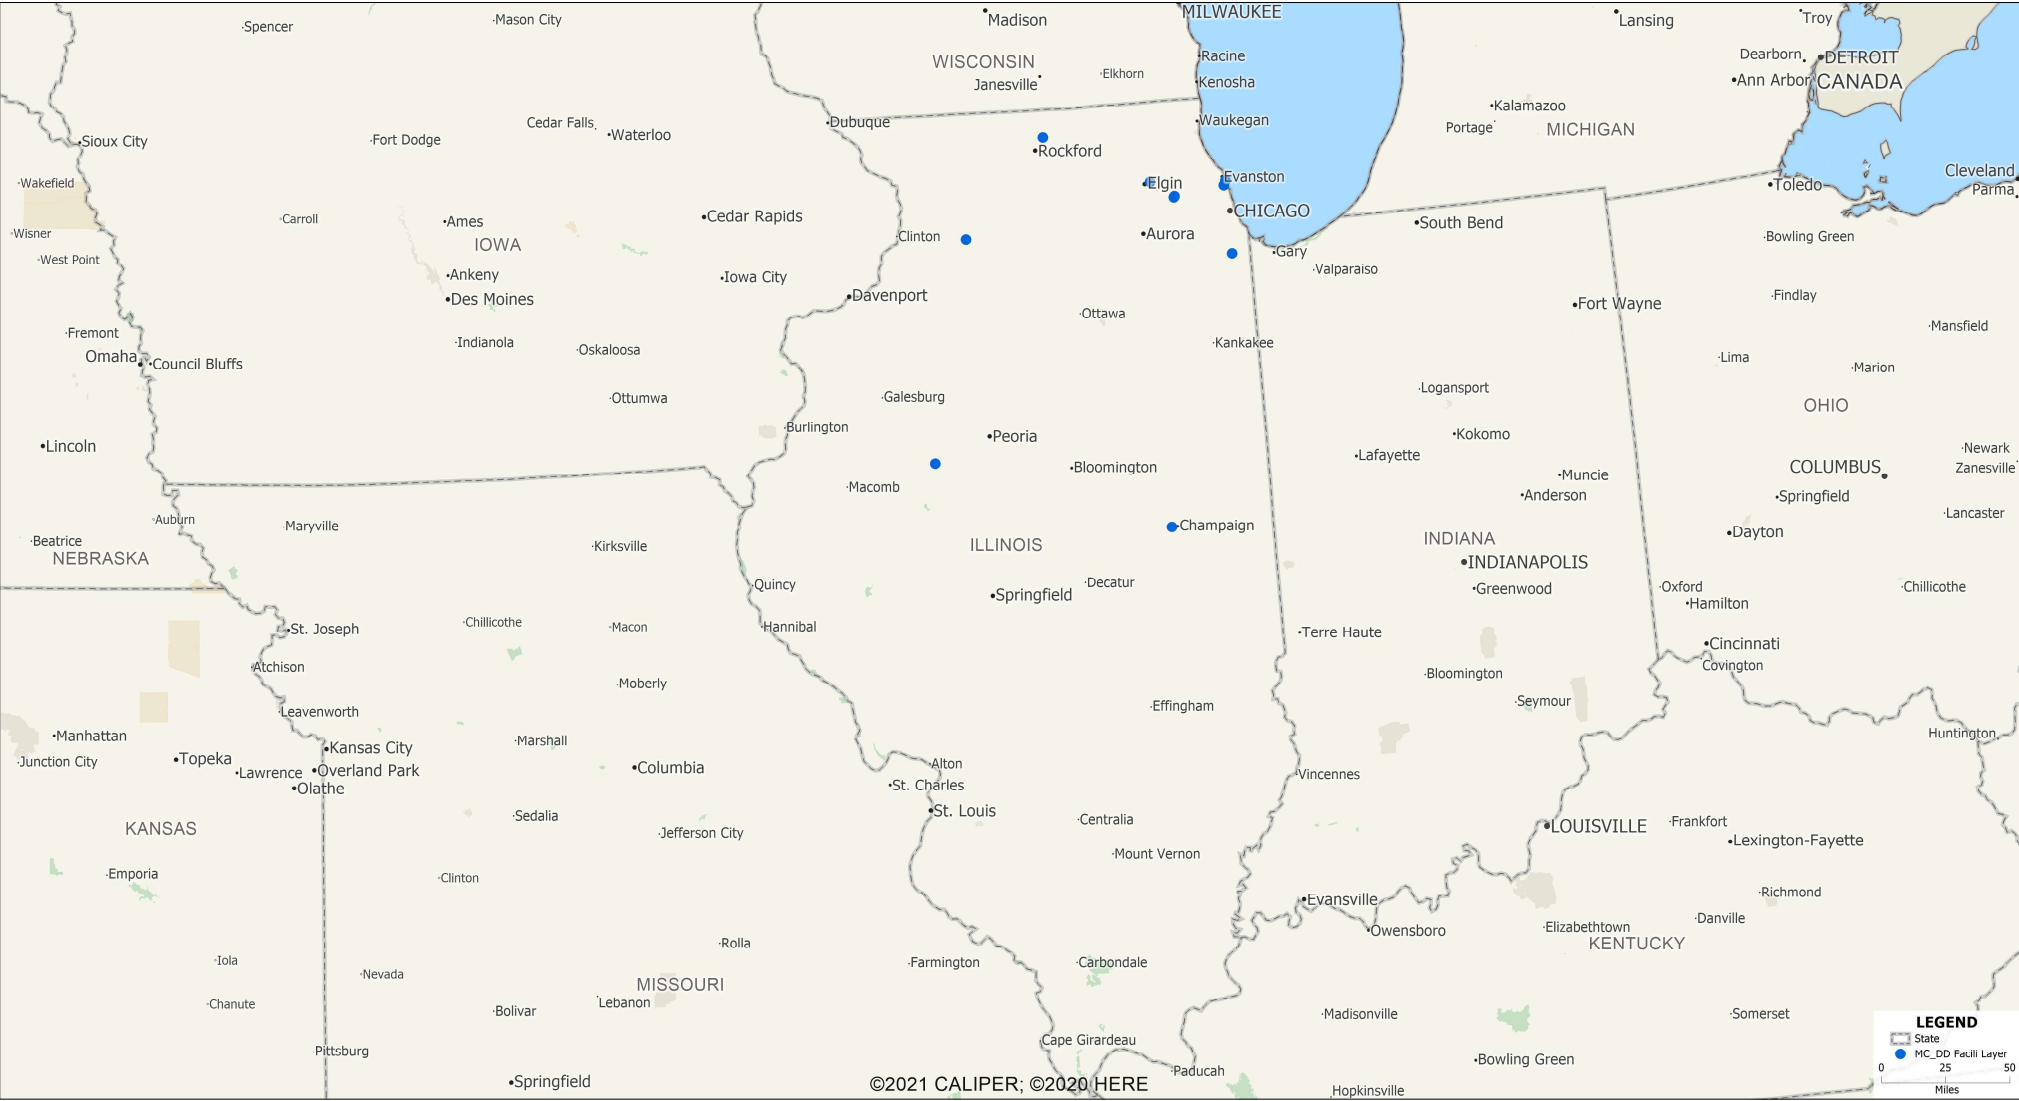 MILWAUKEE
Spencer
Mason City
Madison
Lansing
Troy
WISCONSIN
Racine
Dearborn
DETROIT
Janesville
Elkhorn
Kenosha
Ann Arbor
CANADA
Dubuque
Waukegan
Kalamazoo
Cedar Falls
Waterloo
Portage
MICHIGAN
Sioux City
Fort Dodge
Rockford
Wakefield
Elgin
Evanston
Toledo
Cleveland
Parma
Carroll
Ames
Cedar Rapids
CHICAGO
South Bend
Wisner
IOWA
Clinton
Aurora
Bowling Green
West Point
Gary
Ankeny
Iowa City
Valparaiso
Des Moines
Davenport
Fort Wayne
Findlay
Fremont
Ottawa
Mansfield
Indianola
Oskaloosa
Kankakee
Omaha
Council Bluffs
Lima
Marion
Ottumwa
Galesburg
Logansport
OHIO
Burlington
Peoria
Kokomo
Lincoln
Bloomington
Lafayette
Newark
COLUMBUS
Zanesville
Macomb
Muncie
Anderson
Springfield
Auburn
Maryville
Champaign
Lancaster
Beatrice
Kirksville
ILLINOIS
INDIANA
Dayton
NEBRASKA
INDIANAPOLIS
Quincy
Springfield
Decatur
Greenwood
Oxford
Chillicothe
Hamilton
St. Joseph
Chillicothe
Macon
Hannibal
Terre Haute
Cincinnati
Atchison
Covington
Moberly
Bloomington
Leavenworth
Effingham
Seymour
Manhattan
Marshall
Huntington
Junction City
Topeka
Kansas City
Lawrence
Overland Park
Columbia
Alton
Vincennes
Olathe
St. Charles
KANSAS
Sedalia
Jefferson City
St. Louis
Centralia
LOUISVILLE
Frankfort
Lexington-Fayette
Mount Vernon
Emporia
Clinton
Evansville
Richmond
Danville
Owensboro
Elizabethtown
KENTUCKY
Rolla
Iola
Nevada
Farmington
Carbondale
MISSOURI
Chanute
Bolivar
Lebanon
Madisonville
Somerset
Pittsburg
Cape Girardeau
Bowling Green
Springfield
Paducah
Hopkinsville
©2021 CALIPER; ©2020 HERE
LEGEND
State
MC_DD Facili Layer
0 25 50
Miles